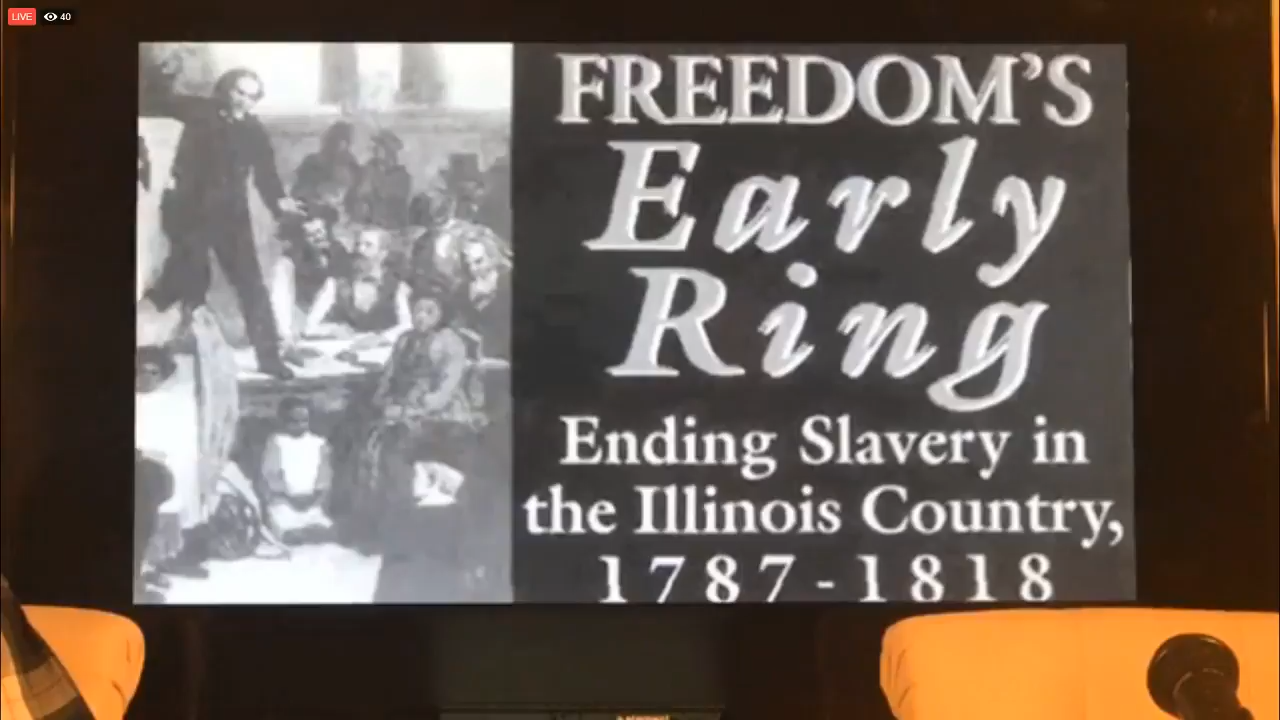 LIVE 40
FREEDOM'S
Early
Ring
Ending Slavery in
the Illinois Country,
1787-1818